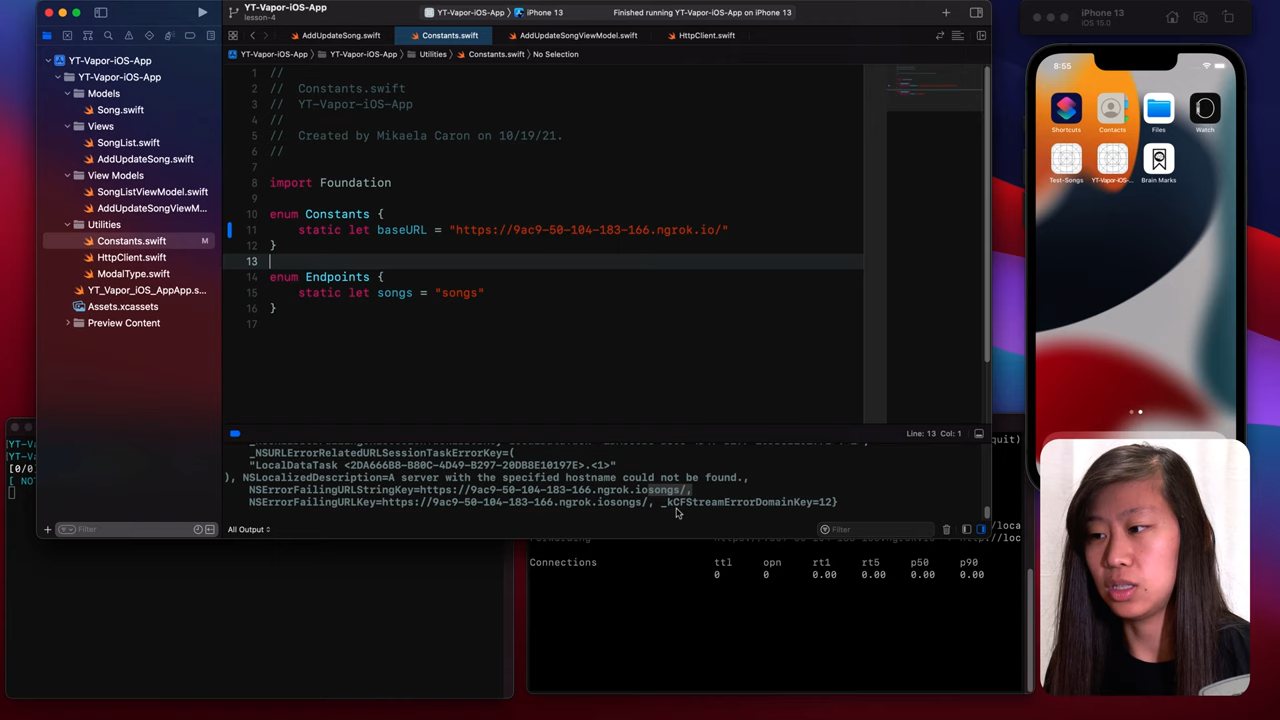 YT-Vapor-iOS-App
lesson-4
YT-Vapor-iOS-App
iPhone 13
Finished running YT-Vapor-iOS-App on iPhone 13
AddUpdateSong.swift
Constants.swift
AddUpdateSongViewModel.swift
HttpClient.swift
YT-Vapor-iOS-App
YT-Vapor-iOS-App
Utilities
Constants.swift
No Selection
YT-Vapor-iOS-App
YT-Vapor-iOS-App
Models
Song.swift
Views
SongList.swift
AddUpdateSong.swift
View Models
SongListViewModel.swift
AddUpdateSongViewM...
Utilities
Constants.swift M
HttpClient.swift
ModalType.swift
YT_Vapor_iOS_AppApp.s...
Assets.xcassets
Preview Content
Filter
1 //
2 // Constants.swift
3 // YT-Vapor-iOS-App
4 //
5 // Created by Mikaela Caron on 10/19/21.
6 //
7
8 import Foundation
9
10 enum Constants {
11 static let baseURL = "https://9ac9-50-104-183-166.ngrok.io/"
12 }
13
14 enum Endpoints {
15 static let songs = "songs"
16 }
17
Line: 13 Col: 1
_NSURLErrorRelatedURLSessionTaskErrorKey=(
"LocalDataTask <2DA666B8-B80C-4D49-B297-20DB8E10197E>.<1>"
), NSLocalizedDescription=A server with the specified hostname could not be found.,
NSErrorFailingURLStringKey=https://9ac9-50-104-183-166.ngrok.iosongs/,
NSErrorFailingURLKey=https://9ac9-50-104-183-166.ngrok.iosongs/, _kCFStreamErrorDomainKey=12}
All Output
Filter
Connections ttl opn rt1 rt5 p50 p90
0 0 0.00 0.00 0.00 0.00
iPhone 13
iOS 15.0
8:55
Shortcuts
Contacts
Files
Watch
Test-Songs
YT-Vapor-iOS-...
Brain Marks